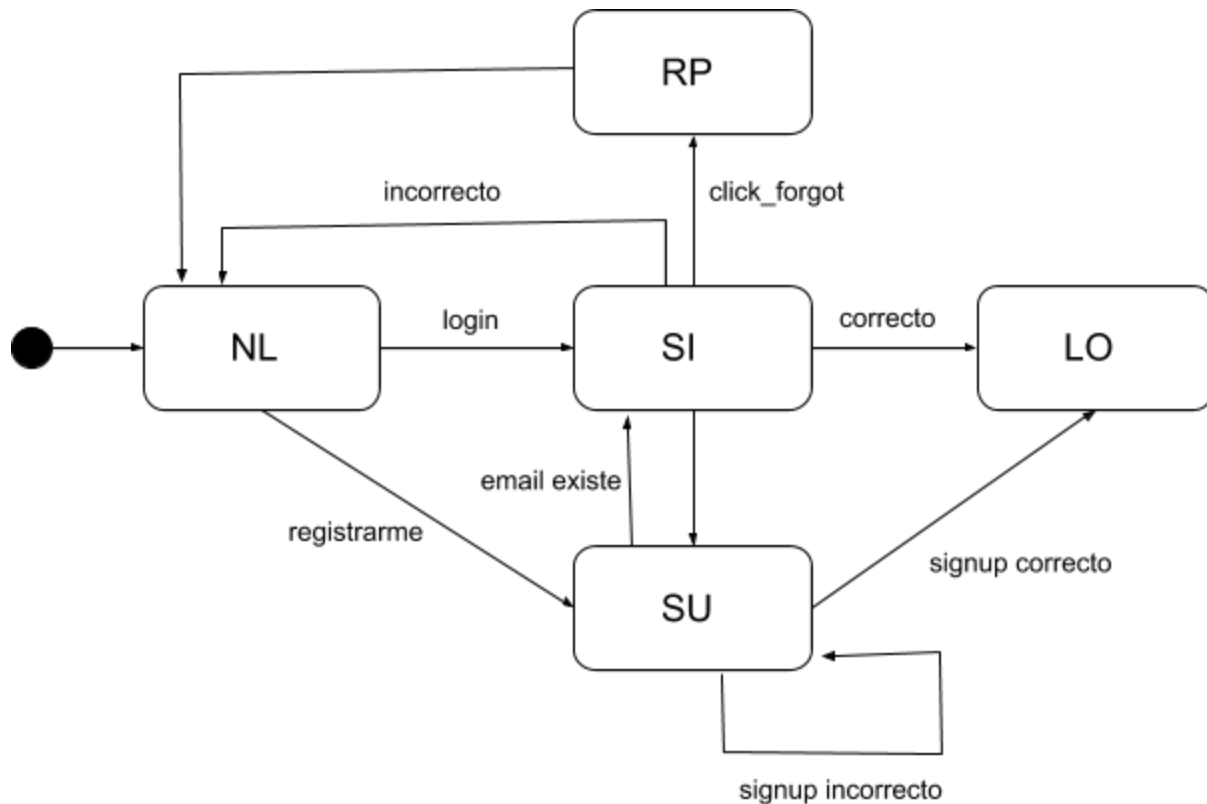 RP
incorrecto
click_forgot
NL
login
SI
correcto
LO
email existe
registrarme
SU
signup correcto
signup incorrecto